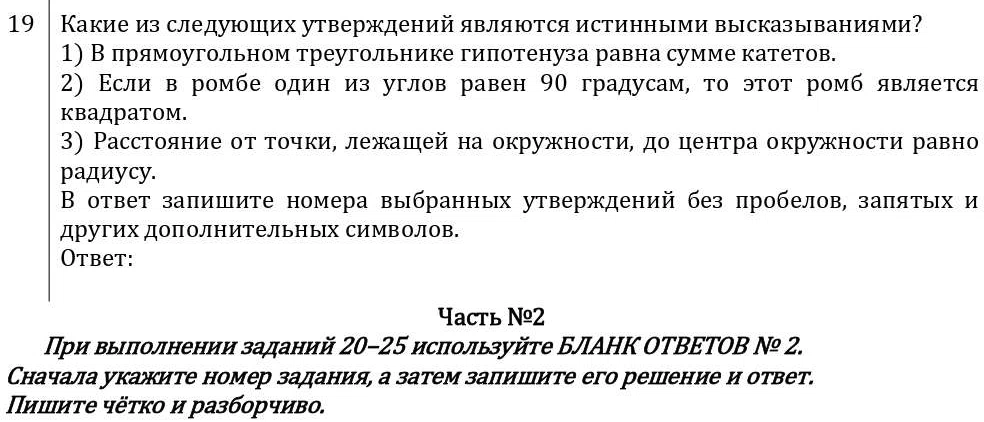 19 Какие из следующих утверждений являются истинными высказываниями?
1) В прямоугольном треугольнике гипотенуза равна сумме катетов.
2) Если в ромбе один из углов равен 90 градусам, то этот ромб является
квадратом.
3) Расстояние от точки, лежащей на окружности, до центра окружности равно
радиусу.
В ответ запишите номера выбранных утверждений без пробелов, запятых и
других дополнительных символов.
Ответ:
Часть №2
При выполнении заданий 20–25 используйте БЛАНК ОТВЕТОВ № 2.
Сначала укажите номер задания, а затем запишите его решение и ответ.
Пишите чётко и разборчиво.